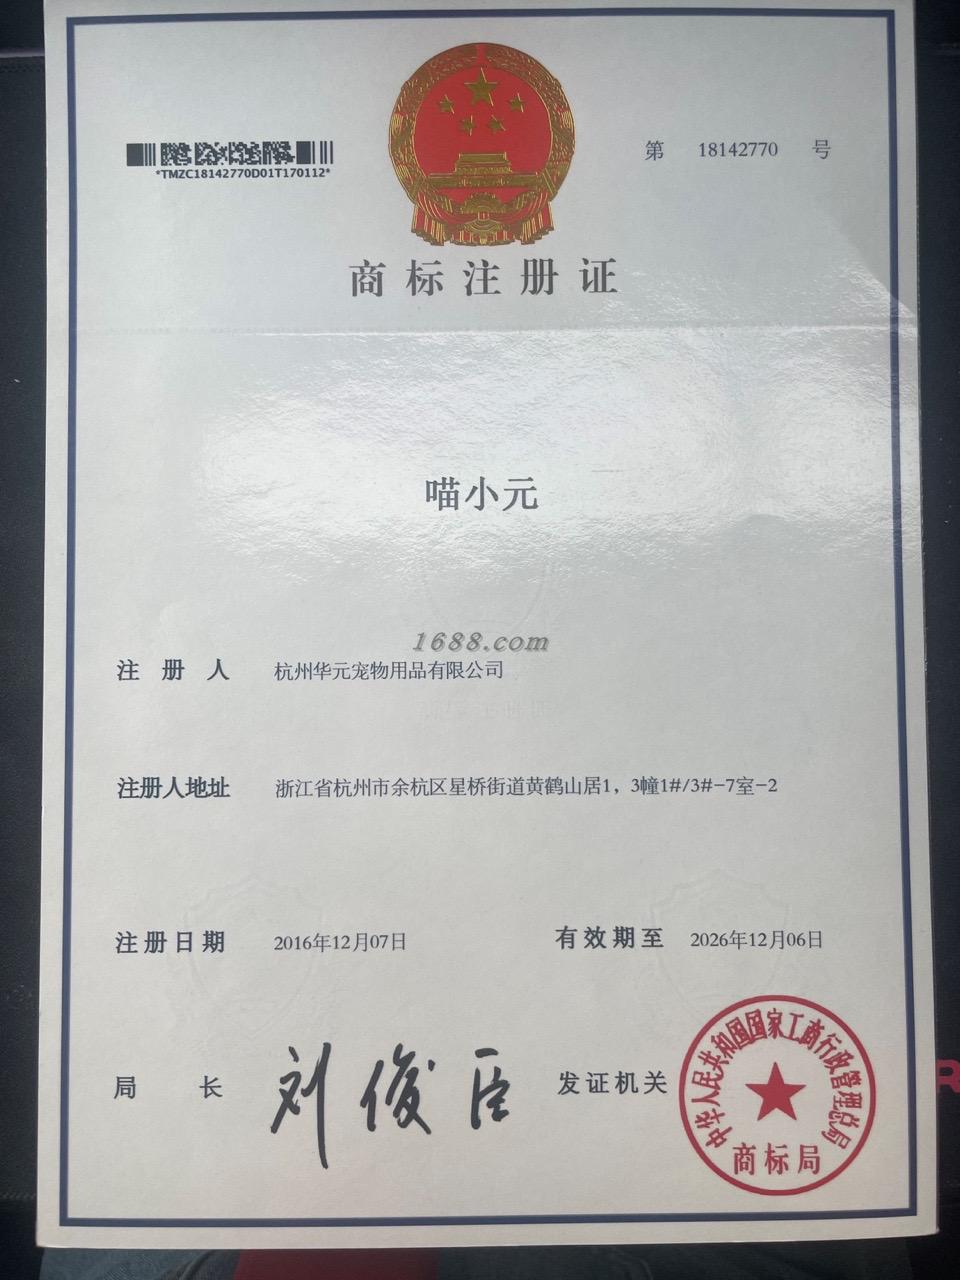 第 18142770 号
*TMZC18142770D01T170112*
商标注册证
喵小元
1688.com
注册人 杭州华元宠物用品有限公司
注册人地址 浙江省杭州市余杭区星桥街道黄鹤山居1，3幢1#/3#-7室-2
注册日期 2016年12月07日 有效期至 2026年12月06日
局长 刘俊臣 发证机关
中华人民共和国国家工商行政管理总局
商标局